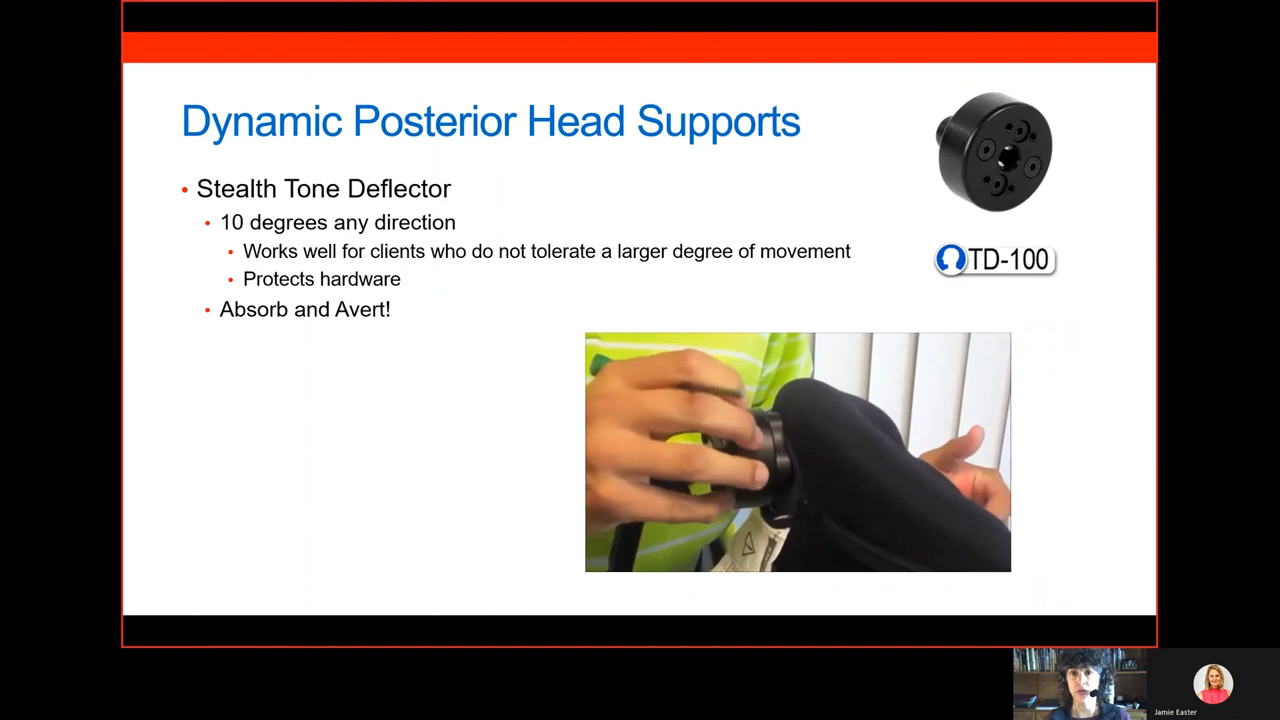 Dynamic Posterior Head Supports
• Stealth Tone Deflector
• 10 degrees any direction
• Works well for clients who do not tolerate a larger degree of movement
• Protects hardware
• Absorb and Avert!
TD-100
Jamie Easter